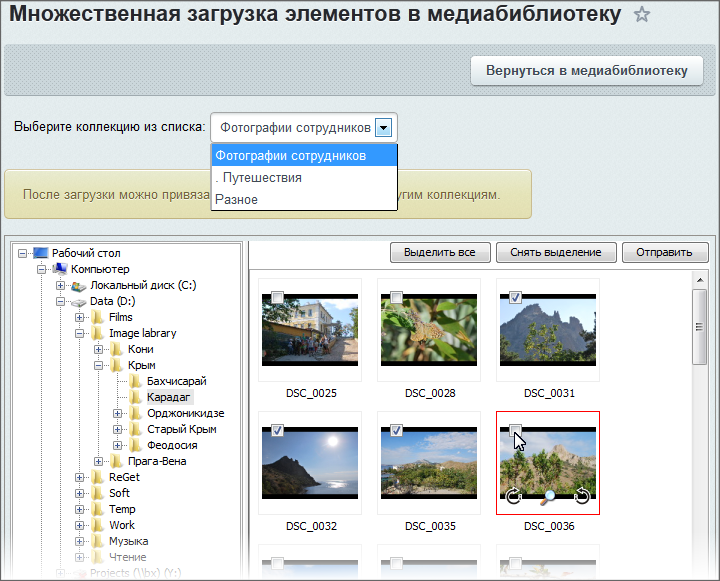 Множественная загрузка элементов в медиабиблиотеку
Вернуться в медиабиблиотеку
Выберите коллекцию из списка: Фотографии сотрудников
Фотографии сотрудников
. Путешествия
Разное
После загрузки можно привяза угим коллекциям.
Выделить все Снять выделение Отправить
Рабочий стол
Компьютер
Локальный диск (C:)
Data (D:)
Films
Image labrary
Кони
Крым
Бахчисарай
Карадаг
Орджоникидзе
Старый Крым
Феодосия
Прага-Вена
ReGet
Soft
Temp
Work
Музыка
Чтение
Projects (\\bx) (Y:)
DSC_0025 DSC_0028 DSC_0031
DSC_0032 DSC_0035 DSC_0036